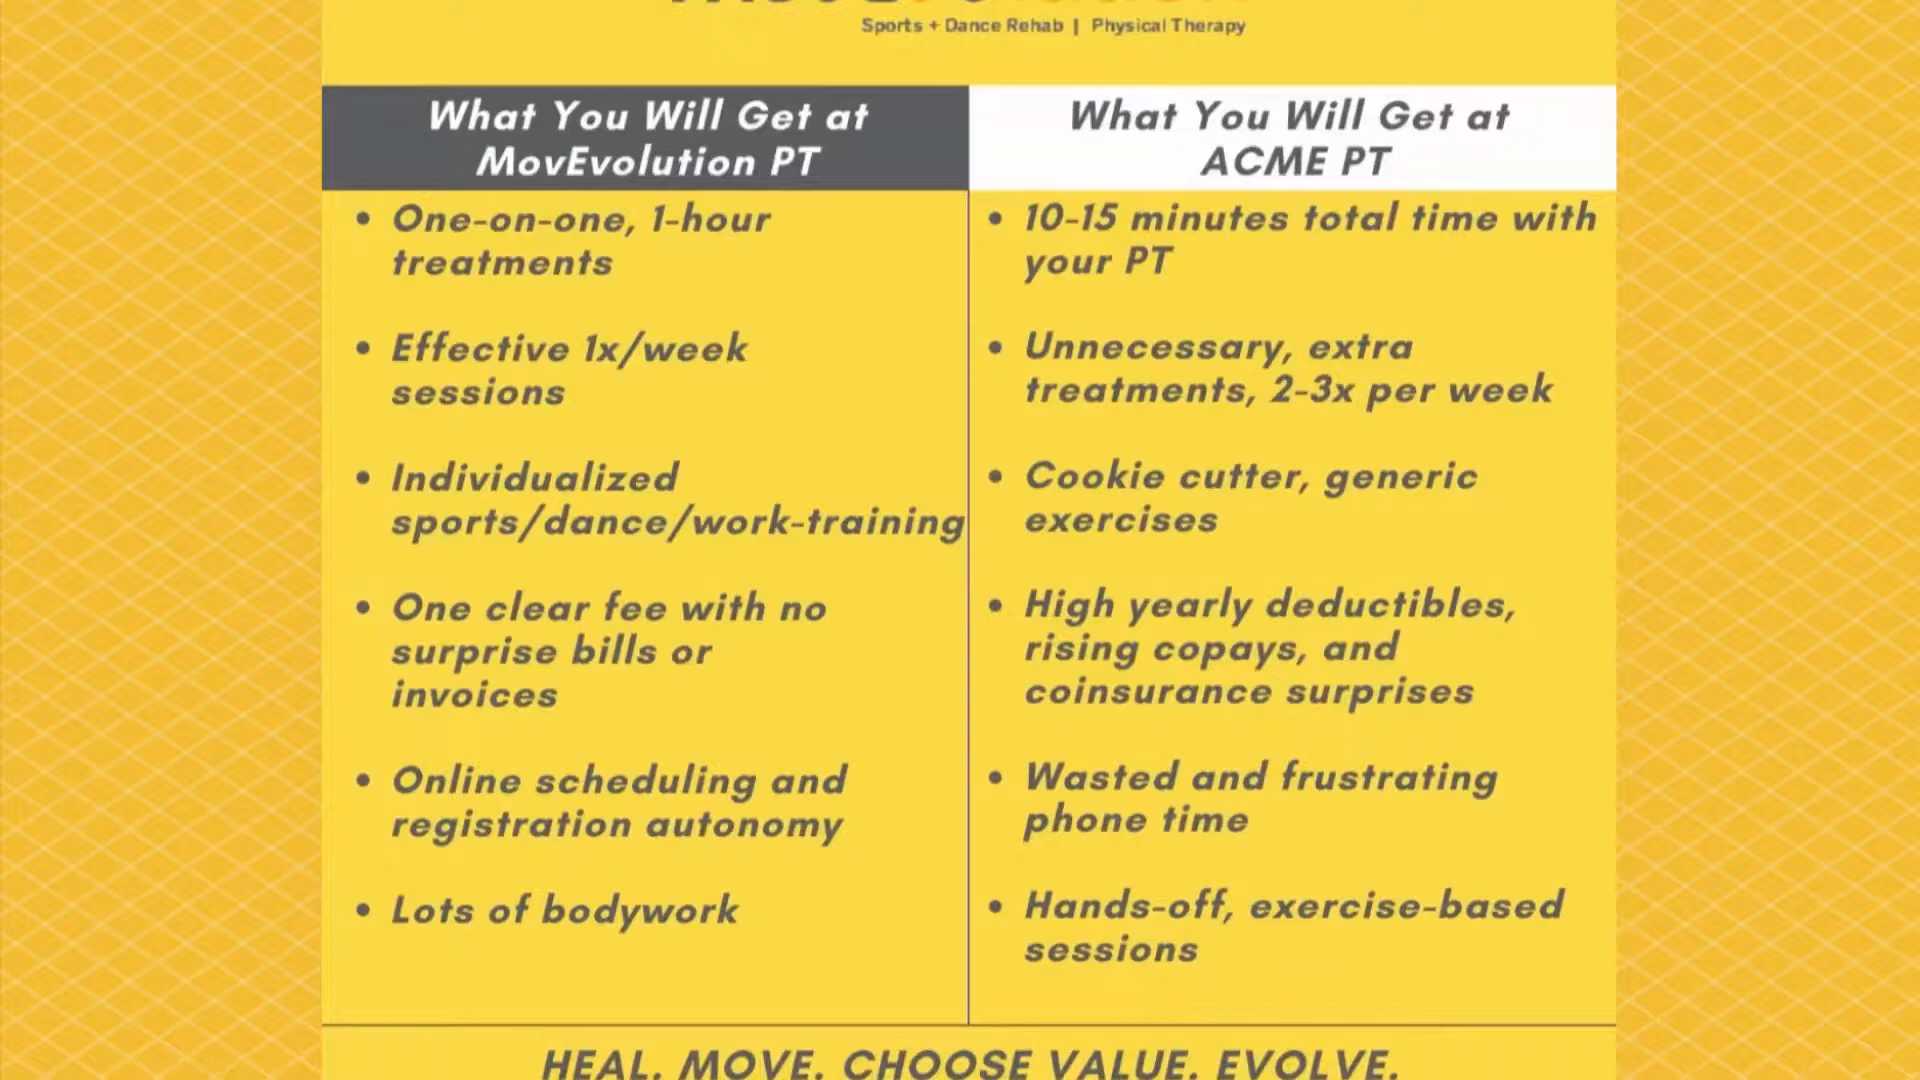 Sports + Dance Rehab | Physical Therapy
What You Will Get at
MovEvolution PT
• One-on-one, 1-hour
treatments
• Effective 1x/week
sessions
• Individualized
sports/dance/work-training
• One clear fee with no
surprise bills or
invoices
• Online scheduling and
registration autonomy
• Lots of bodywork
What You Will Get at
ACME PT
• 10-15 minutes total time with
your PT
• Unnecessary, extra
treatments, 2-3x per week
• Cookie cutter, generic
exercises
• High yearly deductibles,
rising copays, and
coinsurance surprises
• Wasted and frustrating
phone time
• Hands-off, exercise-based
sessions
HEAL. MOVE. CHOOSE VALUE. EVOLVE.